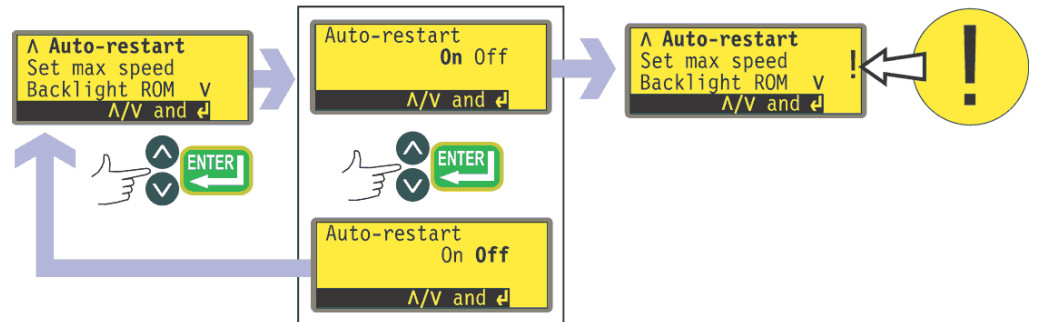 Λ Auto-restart
Set max speed
Backlight ROM V
Λ/V and ↲
ENTER
Auto-restart
On Off
Λ/V and ↲
ENTER
Auto-restart
On Off
Λ/V and ↲
Λ Auto-restart
Set max speed !
Backlight ROM V
Λ/V and ↲
!